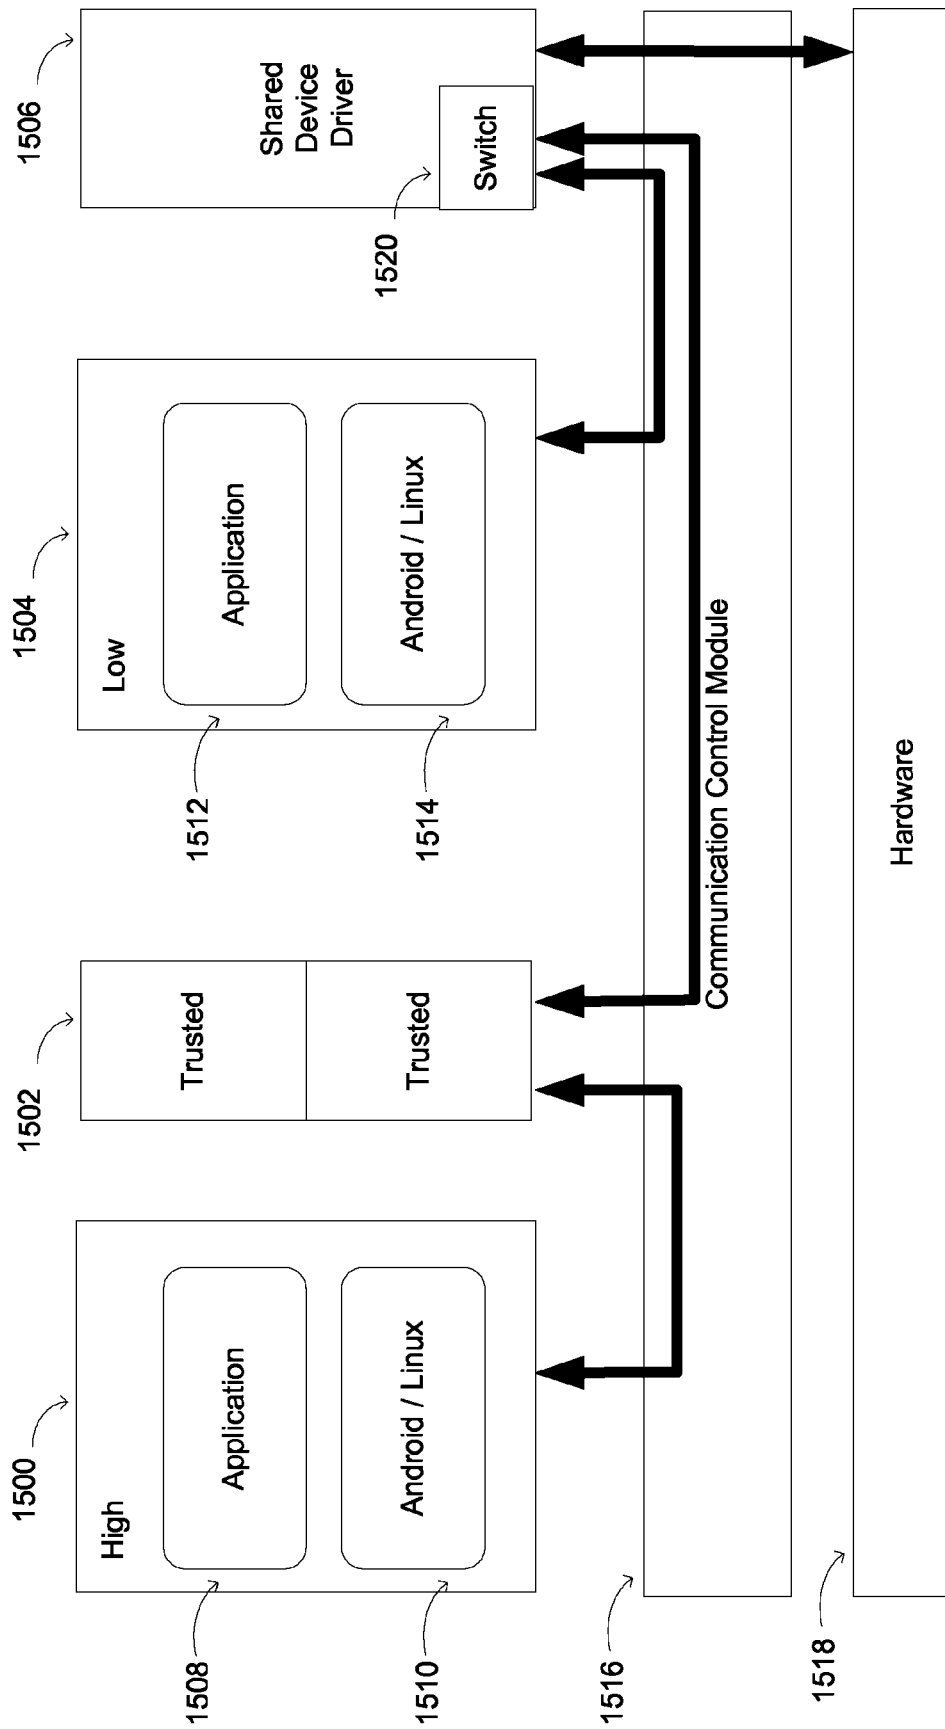 1500
1502
1504
1506
High
Low
Application
Android / Linux
1508
1510
Trusted
Trusted
Application
Android / Linux
1512
1514
Shared
Device
Driver
Switch
1520
1516
Communication Control Module
1518
Hardware